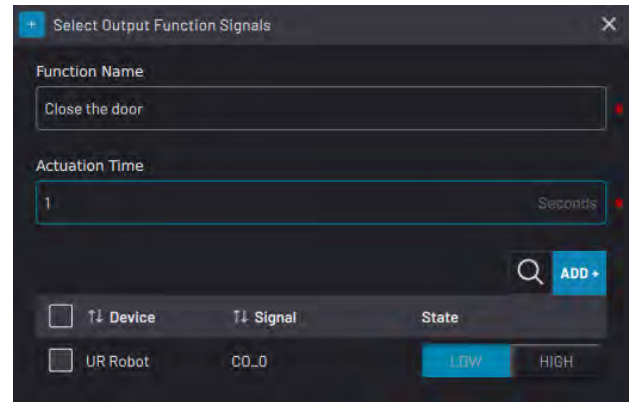 + Select Output Function Signals ×
Function Name
Close the door
Actuation Time
1 Seconds
ADD +
↑↓ Device ↑↓ Signal State
UR Robot CO_0 LOW HIGH